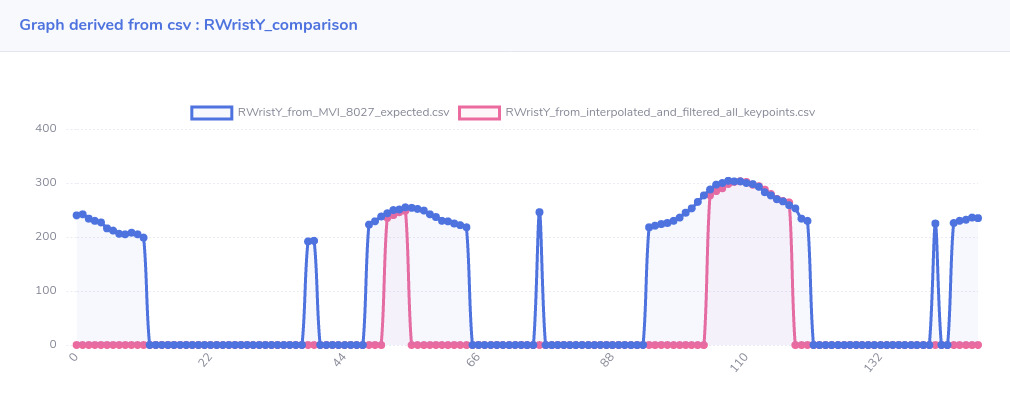 Graph derived from csv : RWristY_comparison
RWristY_from_MVI_8027_expected.csv RWristY_from_interpolated_and_filtered_all_keypoints.csv
400
300
200
100
0
0 22 44 66 88 110 132